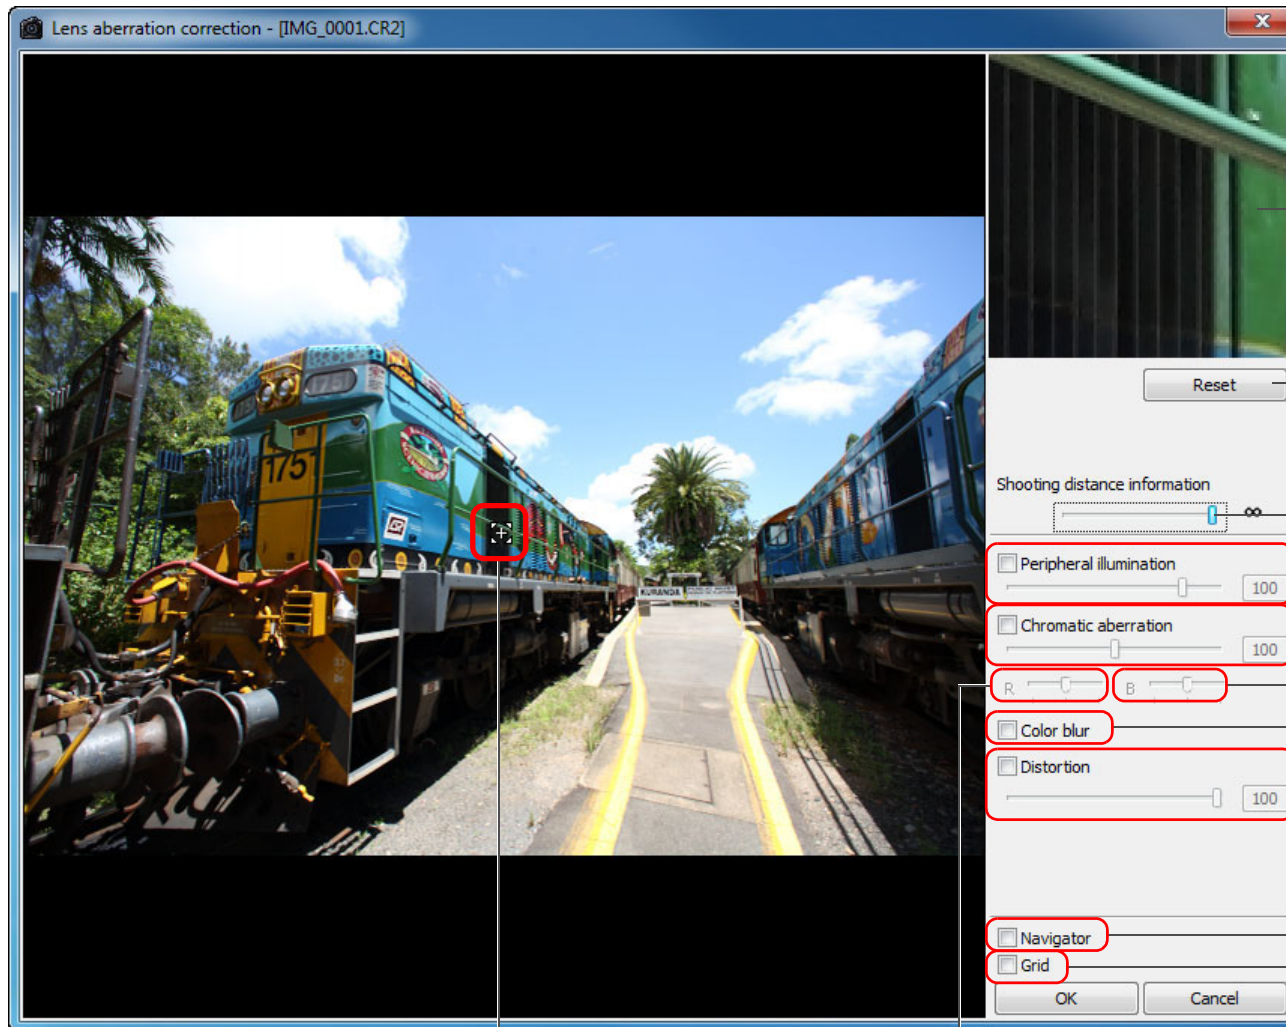 Lens aberration correction - [IMG_0001.CR2]
Reset
Shooting distance information
∞
Peripheral illumination
100
Chromatic aberration
100
R B
Color blur
Distortion
100
Navigator
Grid
OK Cancel
175
1751
KURANDA